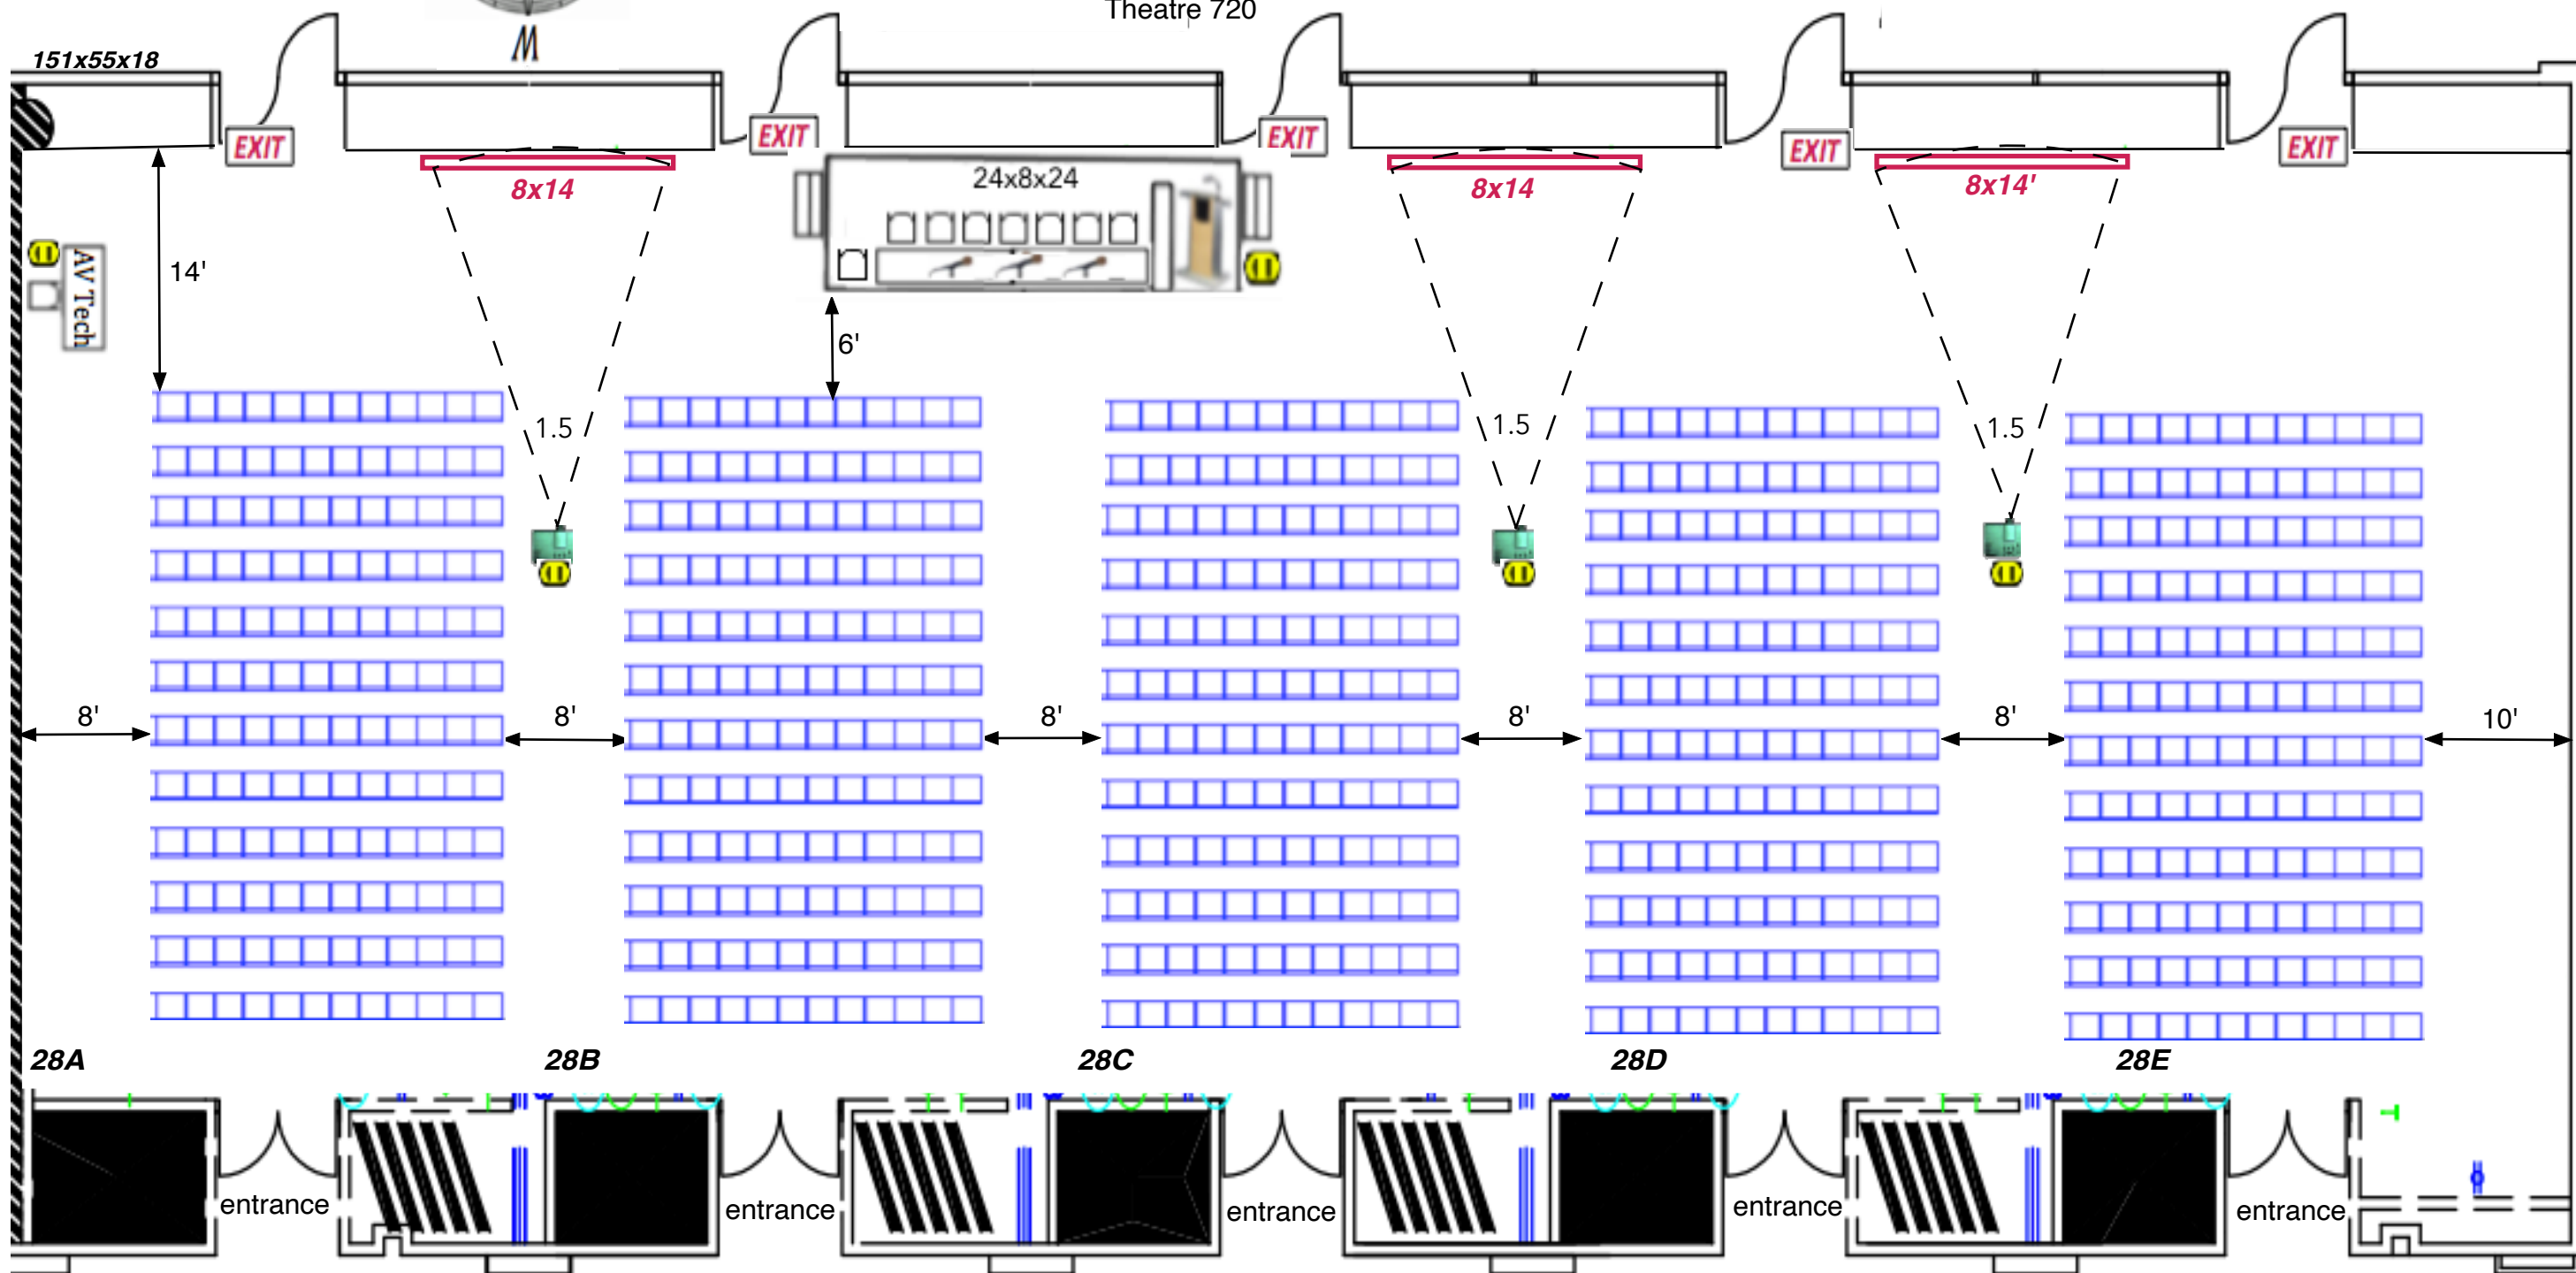 Theatre 720
W
151x55x18
EXIT
EXIT
EXIT
EXIT
EXIT
8x14
24x8x24
8x14
8x14'
AV Tech
14'
6'
1.5
1.5
1.5
8'
8'
8'
8'
8'
10'
28A
28B
28C
28D
28E
entrance
entrance
entrance
entrance
entrance